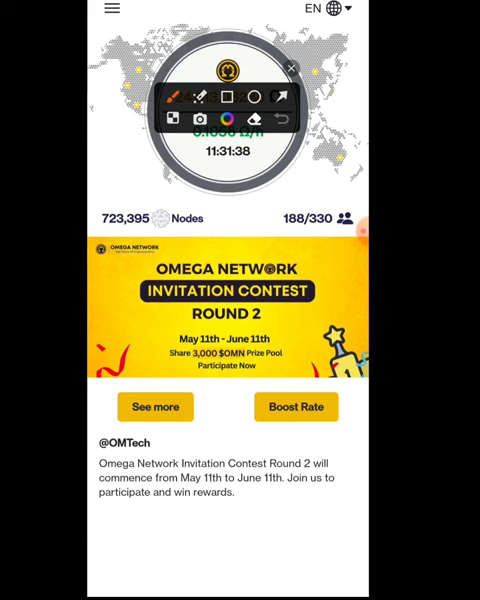 EN
0.1056 Ω/h
11:31:38
723,395 Nodes
188/330
OMEGA NETWORK
OMEGA NETWORK
INVITATION CONTEST
ROUND 2
May 11th - June 11th
Share 3,000 $OMN Prize Pool
Participate Now
See more
Boost Rate
@OMTech
Omega Network Invitation Contest Round 2 will
commence from May 11th to June 11th. Join us to
participate and win rewards.